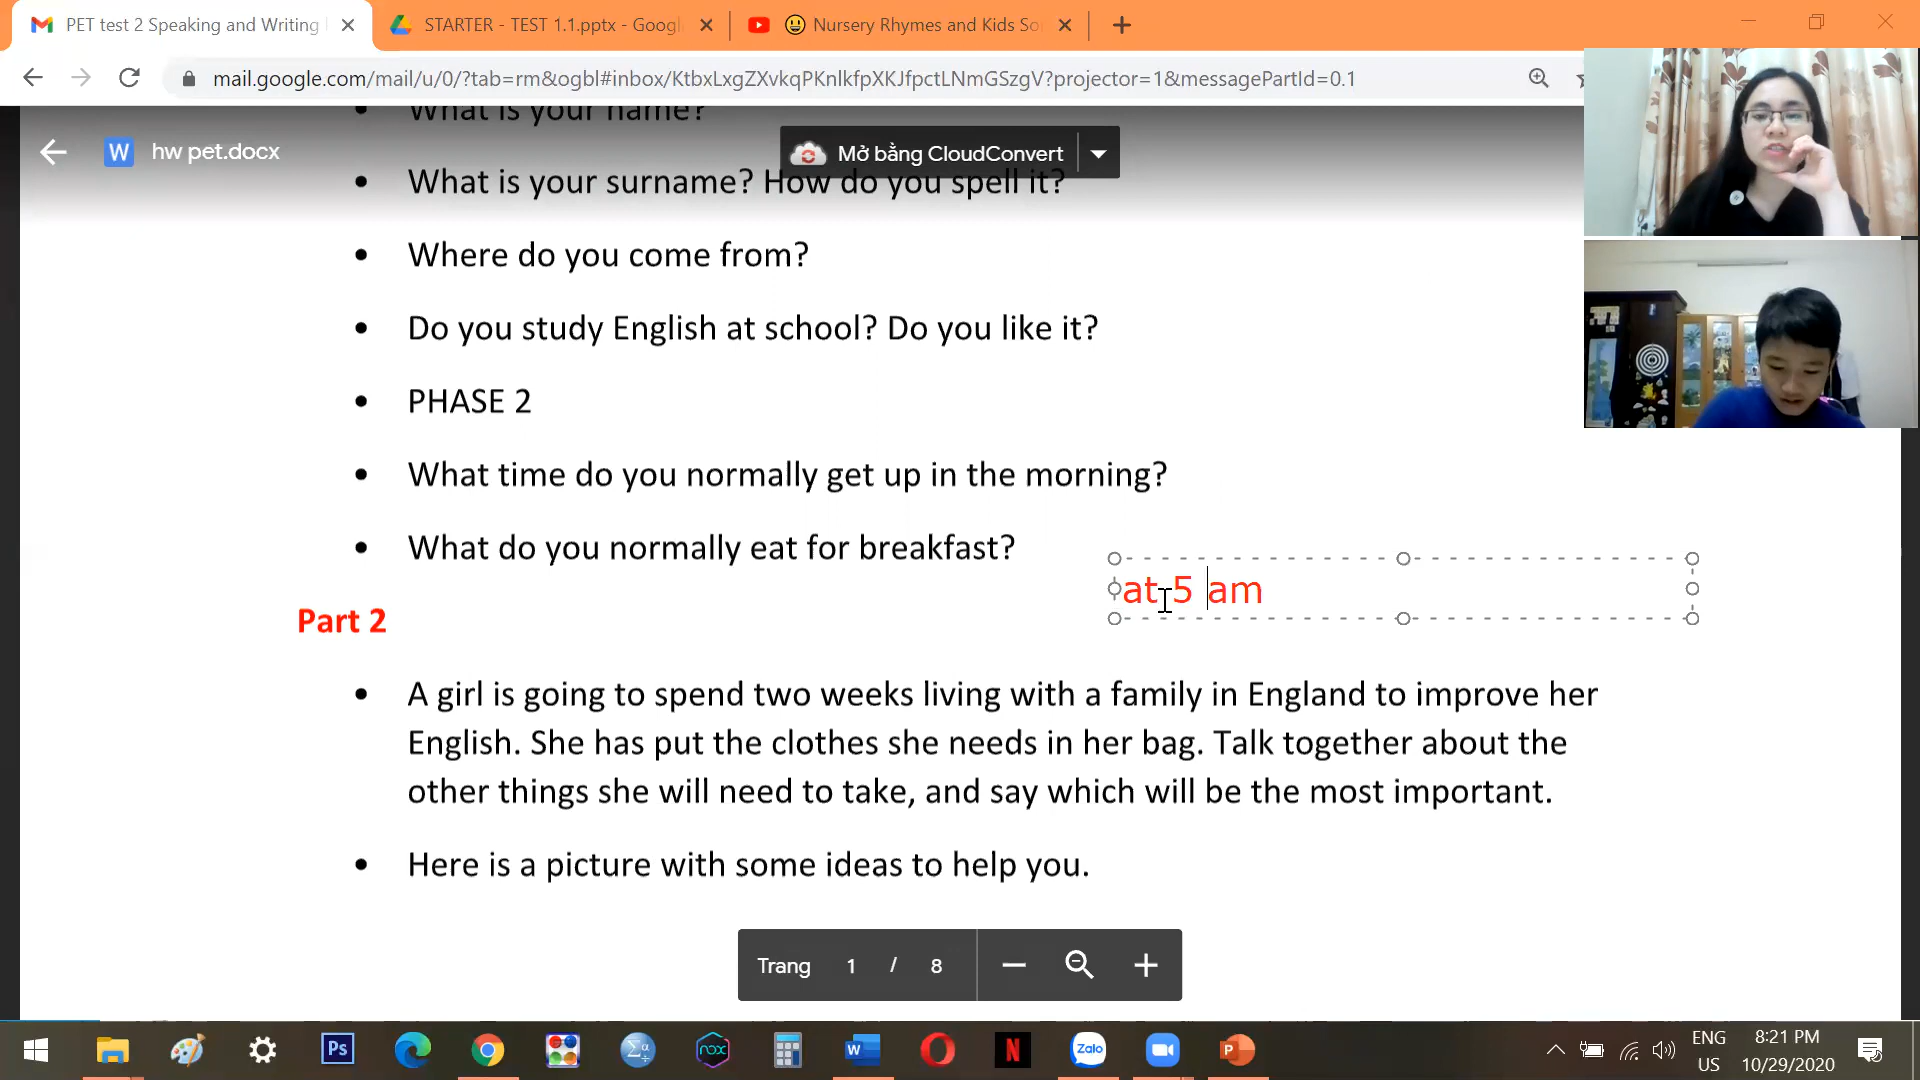 PET test 2 Speaking and Writing
STARTER - TEST 1.1.pptx - Googl
Nursery Rhymes and Kids So
mail.google.com/mail/u/0/?tab=rm&ogbl#inbox/KtbxLxgZXvkqPKnlkfpXKJfpctLNmGSzgV?projector=1&messagePartId=0.1
• What is your name?
W hw pet.docx
Mở bằng CloudConvert
• What is your surname? How do you spell it?
• Where do you come from?
• Do you study English at school? Do you like it?
• PHASE 2
• What time do you normally get up in the morning?
• What do you normally eat for breakfast?
at 5 am
Part 2
• A girl is going to spend two weeks living with a family in England to improve her
English. She has put the clothes she needs in her bag. Talk together about the
other things she will need to take, and say which will be the most important.
• Here is a picture with some ideas to help you.
Trang 1 / 8
Ps
nox
W
N
Zalo
P
ENG
US
8:21 PM
10/29/2020